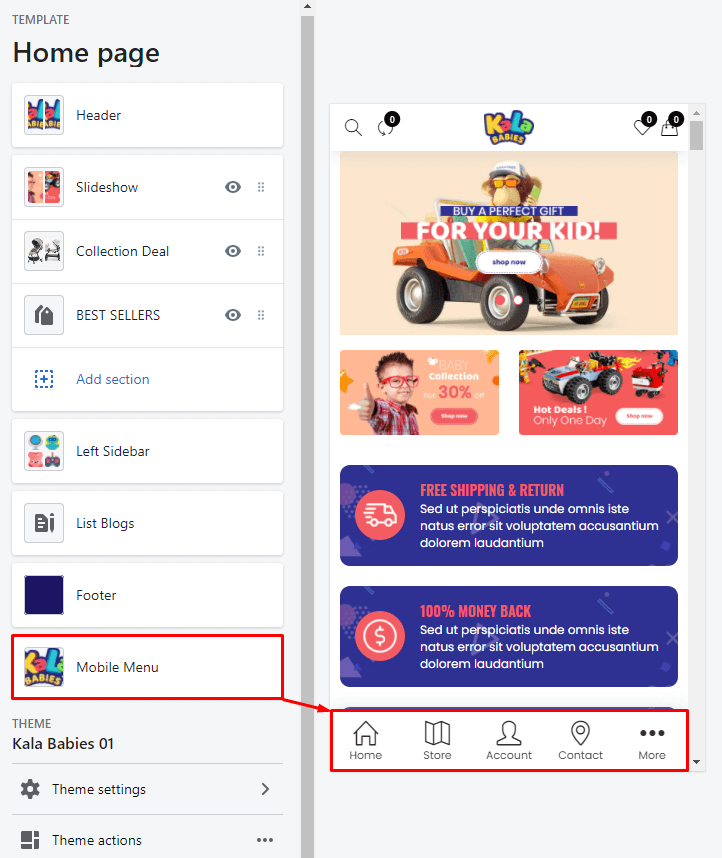 TEMPLATE
Home page
Header
Slideshow
Collection Deal
BEST SELLERS
Add section
Left Sidebar
List Blogs
Footer
Kala
BABIES
Mobile Menu
THEME
Kala Babies 01
Theme settings
Theme actions
0
Kala
BABIES
0
0
BUY A PERFECT GIFT
FOR YOUR KID!
shop now
BABY
Collection
Flat 30% Off
Shop now
Hot Deals !
Only One Day
Shop now
FREE SHIPPING & RETURN
Sed ut perspiciatis unde omnis iste
natus error sit voluptatem accusantium
dolorem laudantium
100% MONEY BACK
Sed ut perspiciatis unde omnis iste
natus error sit voluptatem accusantium
dolorem laudantium
Home
Store
Account
Contact
More